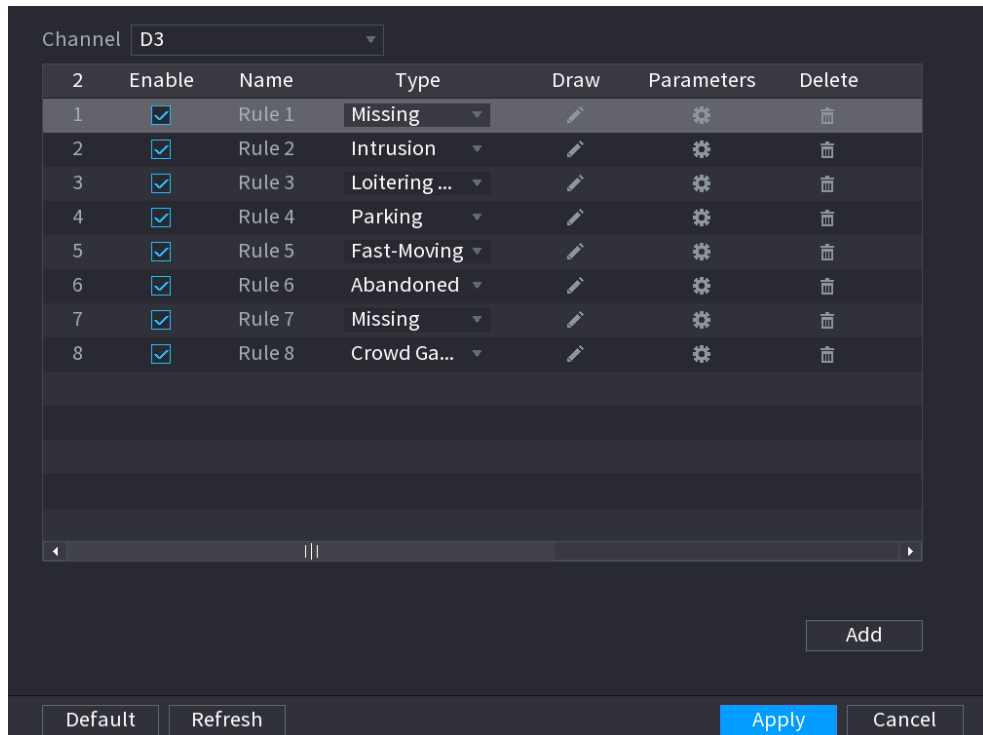 Channel D3
2 Enable Name Type Draw Parameters Delete
1 Rule 1 Missing
2 Rule 2 Intrusion
3 Rule 3 Loitering ...
4 Rule 4 Parking
5 Rule 5 Fast-Moving
6 Rule 6 Abandoned
7 Rule 7 Missing
8 Rule 8 Crowd Ga...
Add
Default Refresh Apply Cancel